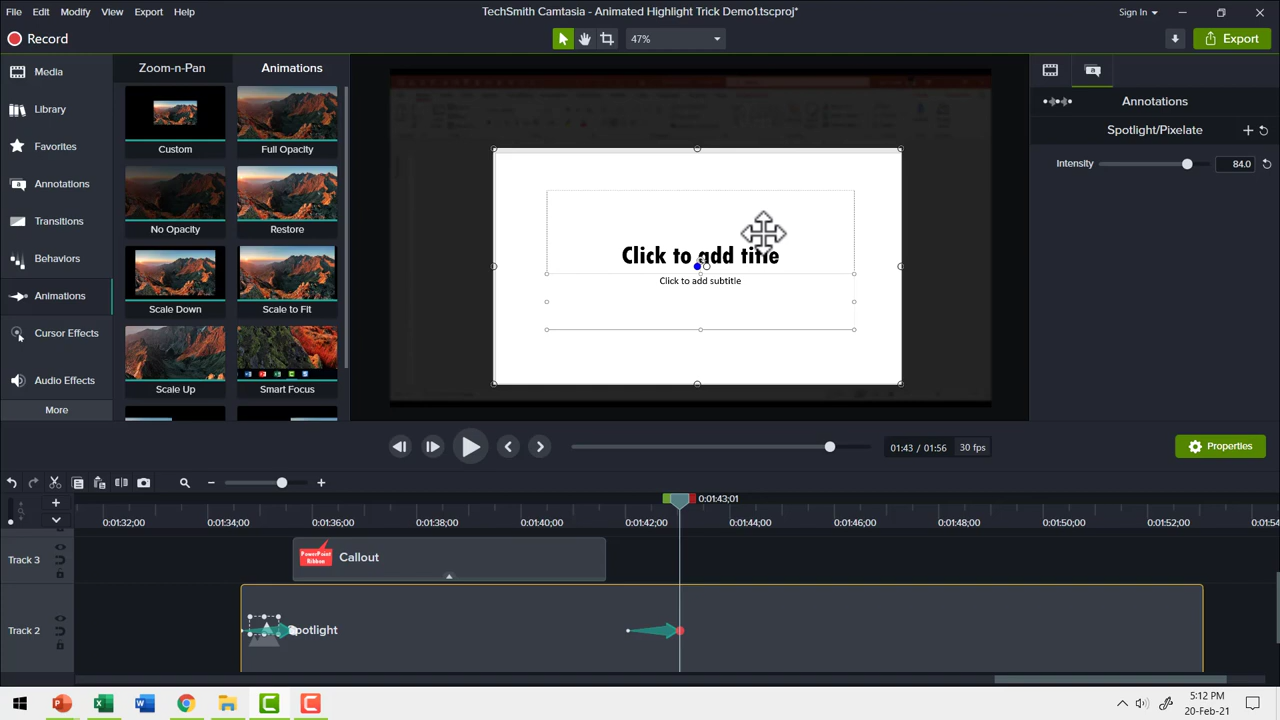 File Edit Modify View Export Help
TechSmith Camtasia - Animated Highlight Trick Demo1.tscproj*
Sign In
Record
47%
Export
Media
Library
Favorites
Annotations
Transitions
Behaviors
Animations
Cursor Effects
Audio Effects
More
Zoom-n-Pan Animations
Custom Full Opacity
No Opacity Restore
Scale Down Scale to Fit
Scale Up Smart Focus
Click to add title
Click to add subtitle
Annotations
Spotlight/Pixelate
Intensity 84.0
01:43 / 01:56 30 fps
Properties
0:01:43;01
0:01:32;00 0:01:34;00 0:01:36;00 0:01:38;00 0:01:40;00 0:01:42;00 0:01:44;00 0:01:46;00 0:01:48;00 0:01:50;00 0:01:52;00 0:01:54
Track 3
PowerPoint
Ribbon
Callout
Track 2
Spotlight
5:12 PM
20-Feb-21